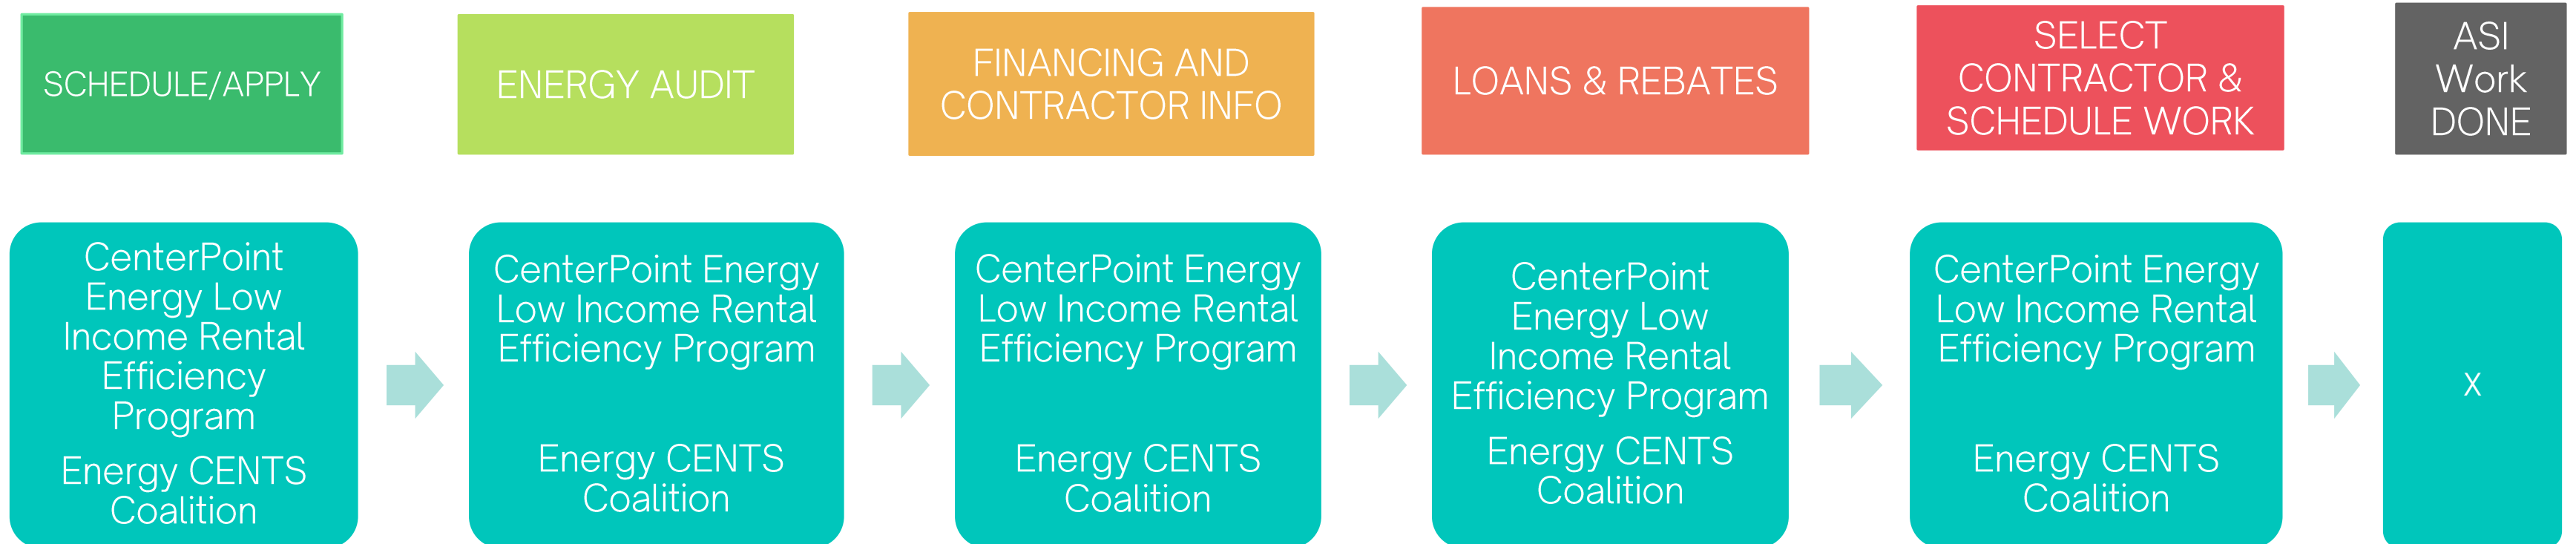 SCHEDULE/APPLY
ENERGY AUDIT
FINANCING AND
CONTRACTOR INFO
LOANS & REBATES
SELECT
CONTRACTOR &
SCHEDULE WORK
ASI
Work
DONE
CenterPoint
Energy Low
Income Rental
Efficiency
Program
Energy CENTS
Coalition
CenterPoint Energy
Low Income Rental
Efficiency Program
Energy CENTS
Coalition
CenterPoint Energy
Low Income Rental
Efficiency Program
Energy CENTS
Coalition
CenterPoint
Energy Low
Income Rental
Efficiency Program
Energy CENTS
Coalition
CenterPoint Energy
Low Income Rental
Efficiency Program
Energy CENTS
Coalition
X